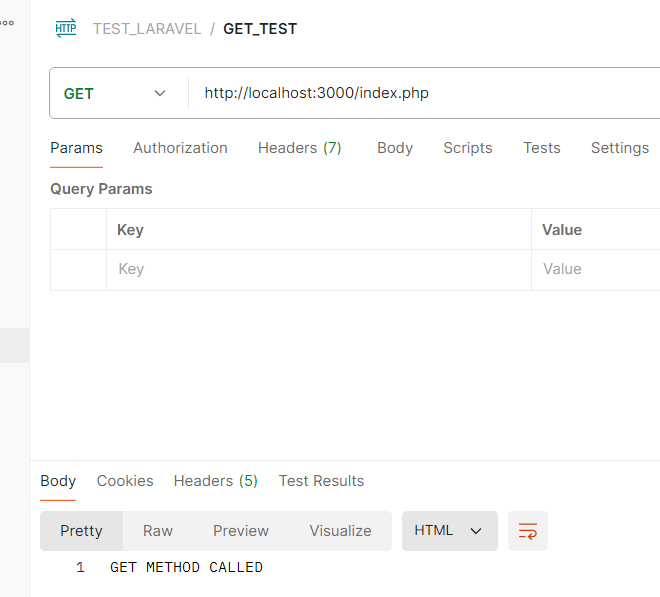 HTTP TEST_LARAVEL / GET_TEST
GET http://localhost:3000/index.php
Params Authorization Headers (7) Body Scripts Tests Settings
Query Params
Key Value
Key Value
Body Cookies Headers (5) Test Results
Pretty Raw Preview Visualize HTML
1 GET METHOD CALLED